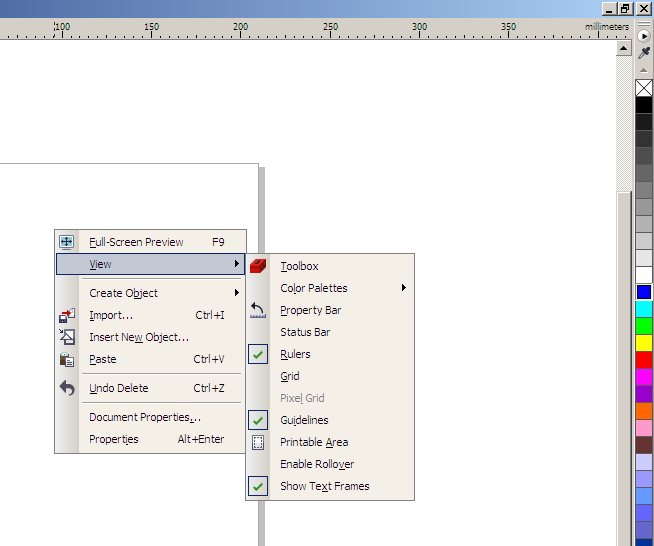 100 150 200 250 300 350 millimeters
Full-Screen Preview F9
View
Create Object
Import... Ctrl+I
Insert New Object...
Paste Ctrl+V
Undo Delete Ctrl+Z
Document Properties...
Properties Alt+Enter
Toolbox
Color Palettes
Property Bar
Status Bar
Rulers
Grid
Pixel Grid
Guidelines
Printable Area
Enable Rollover
Show Text Frames